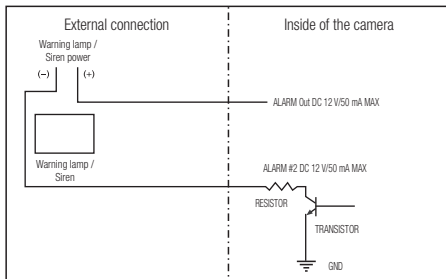 External connection
Inside of the camera
Warning lamp /
Siren power
(–)
(+)
ALARM Out DC 12 V/50 mA MAX
Warning lamp /
Siren
ALARM #2 DC 12 V/50 mA MAX
RESISTOR
TRANSISTOR
GND